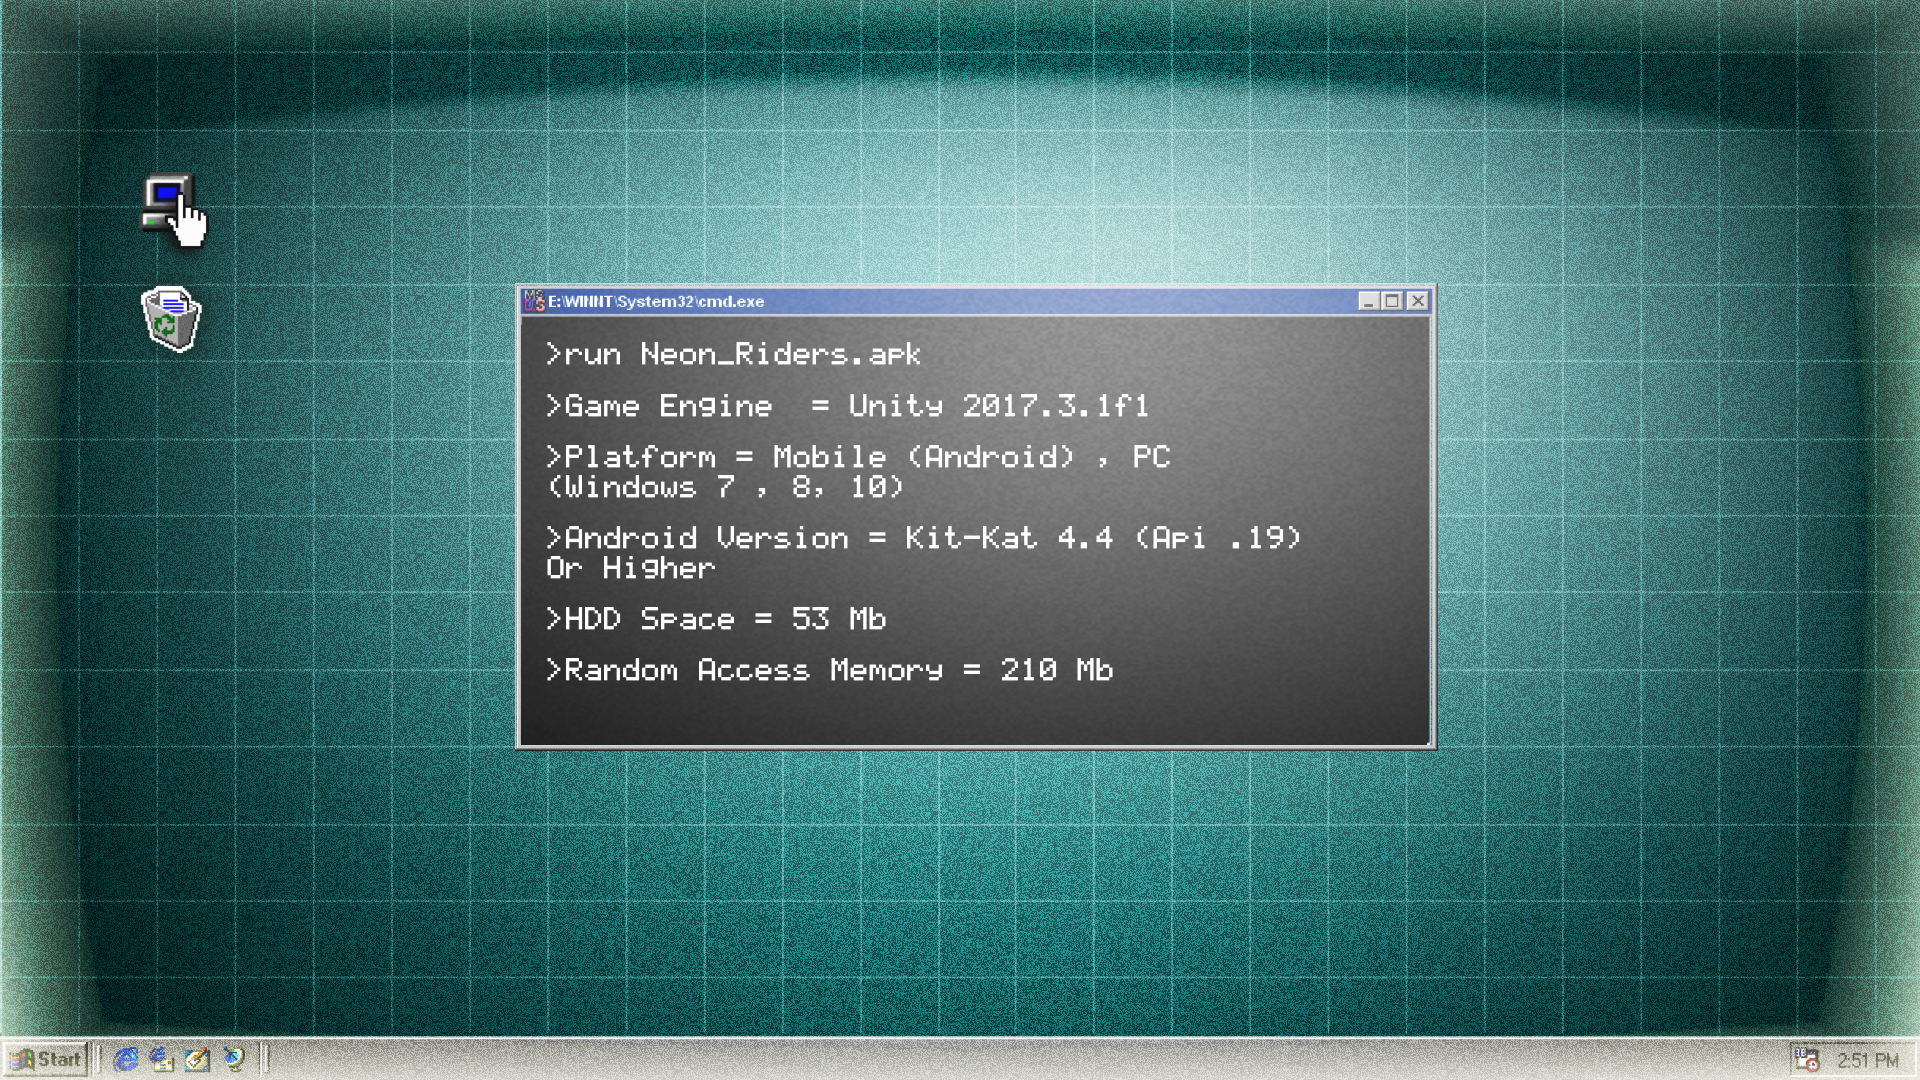 E:\WINNT\System32\cmd.exe
>run Neon_Riders.apk
>Game Engine  = Unity 2017.3.1f1
>Platform = Mobile (Android) , PC
(Windows 7 , 8, 10)
>Android Version = Kit-Kat 4.4 (Api .19)
Or Higher
>HDD Space = 53 Mb
>Random Access Memory = 210 Mb
Start
2:51 PM